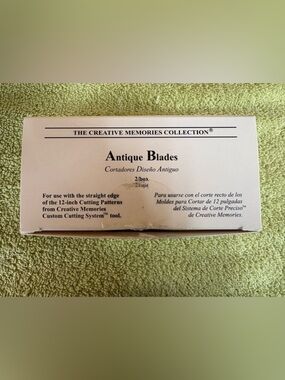 THE CREATIVE MEMORIES COLLECTION®
Antique Blades
Cortadores Diseño Antiguo
2/box
2/caja
For use with the straight edge
of the 12-inch Cutting Patterns
from Creative Memories
Custom Cutting System™ tool.
Para usarse con el corte recto de los
Moldes para Cortar de 12 pulgadas
del Sistema de Corte Preciso™
de Creative Memories.